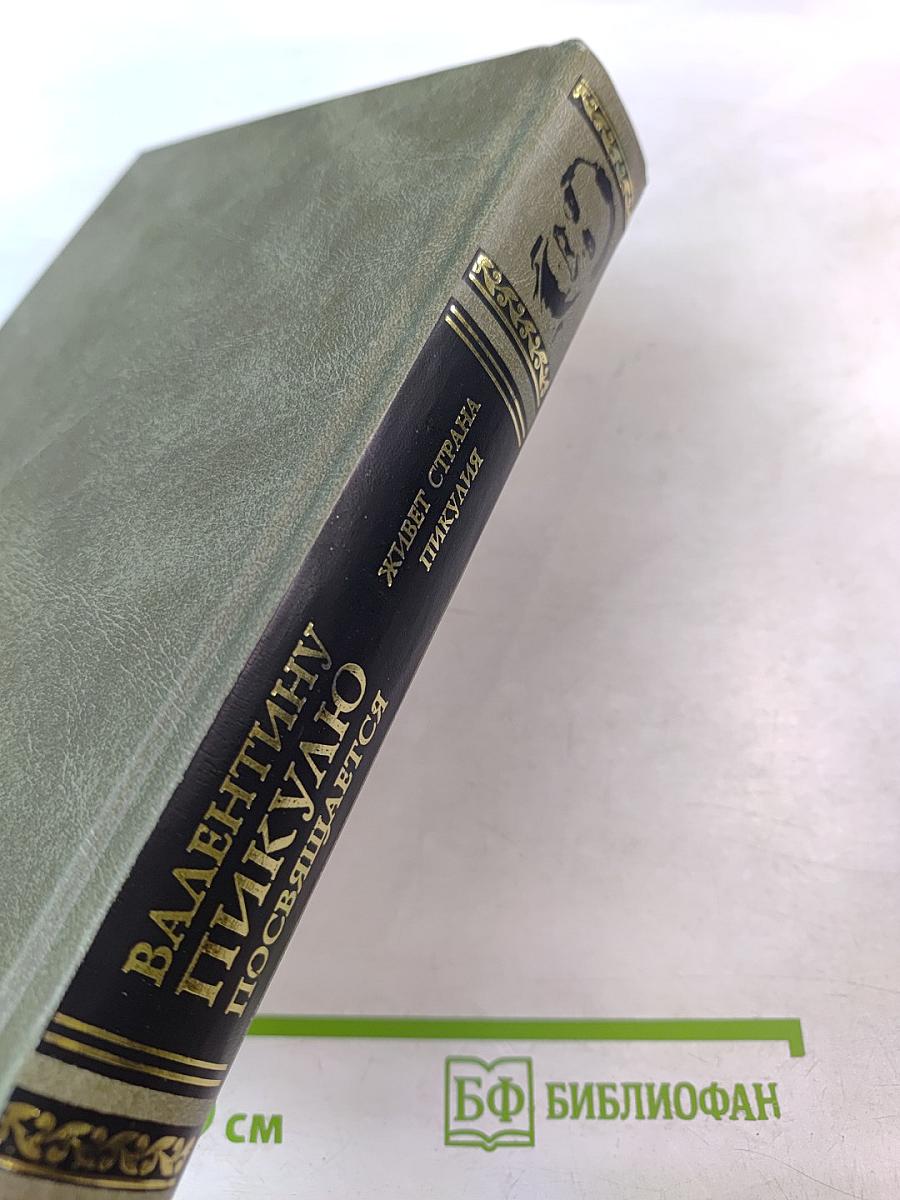 ВАЛЕНТИНУ
ПИКУЛЮ
ПОСВЯЩАЕТСЯ
ЖИВЕТ СТРАНА
ПИКУЛИЯ
см
БФ БИБЛИОФАН